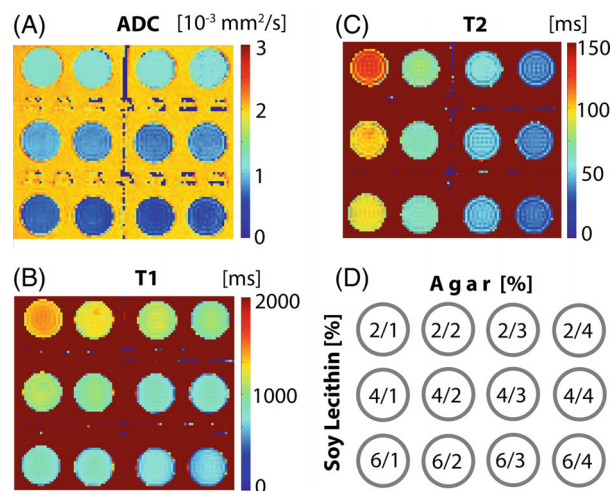 (A) ADC [10⁻³ mm²/s]
3
2
1
0
(B) T1 [ms]
2000
1000
0
(C) T2 [ms]
150
100
50
0
(D) Agar [%]
Soy Lecithin [%]
2/1 2/2 2/3 2/4
4/1 4/2 4/3 4/4
6/1 6/2 6/3 6/4